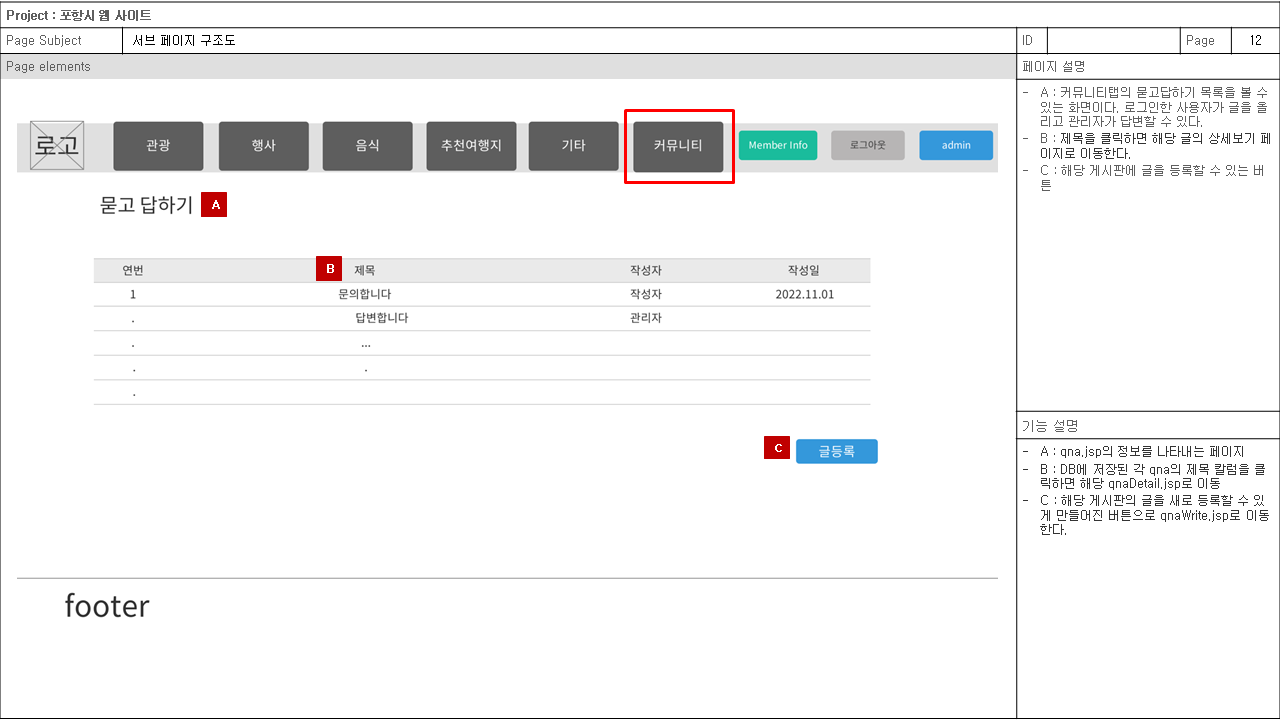 Project : 포항시 웹 사이트
Page Subject 서브 페이지 구조도 ID Page 12
Page elements
페이지 설명
로고 관광 행사 음식 추천여행지 기타 커뮤니티 Member Info 로그아웃 admin
묻고 답하기 A
연번 B 제목 작성자 작성일
1 문의합니다 작성자 2022.11.01
. 답변합니다 관리자
. ...
. .
.
C 글등록
footer
- A : 커뮤니티탭의 묻고답하기 목록을 볼 수
있는 화면이다. 로그인한 사용자가 글을 올
리고 관리자가 답변할 수 있다.
- B : 제목을 클릭하면 해당 글의 상세보기 페
이지로 이동한다.
- C : 해당 게시판에 글을 등록할 수 있는 버
튼
기능 설명
- A : qna.jsp의 정보를 나타내는 페이지
- B : DB에 저장된 각 qna의 제목 칼럼을 클
릭하면 해당 qnaDetail.jsp로 이동
- C : 해당 게시판의 글을 새로 등록할 수 있
게 만들어진 버튼으로 qnaWrite.jsp로 이동
한다.